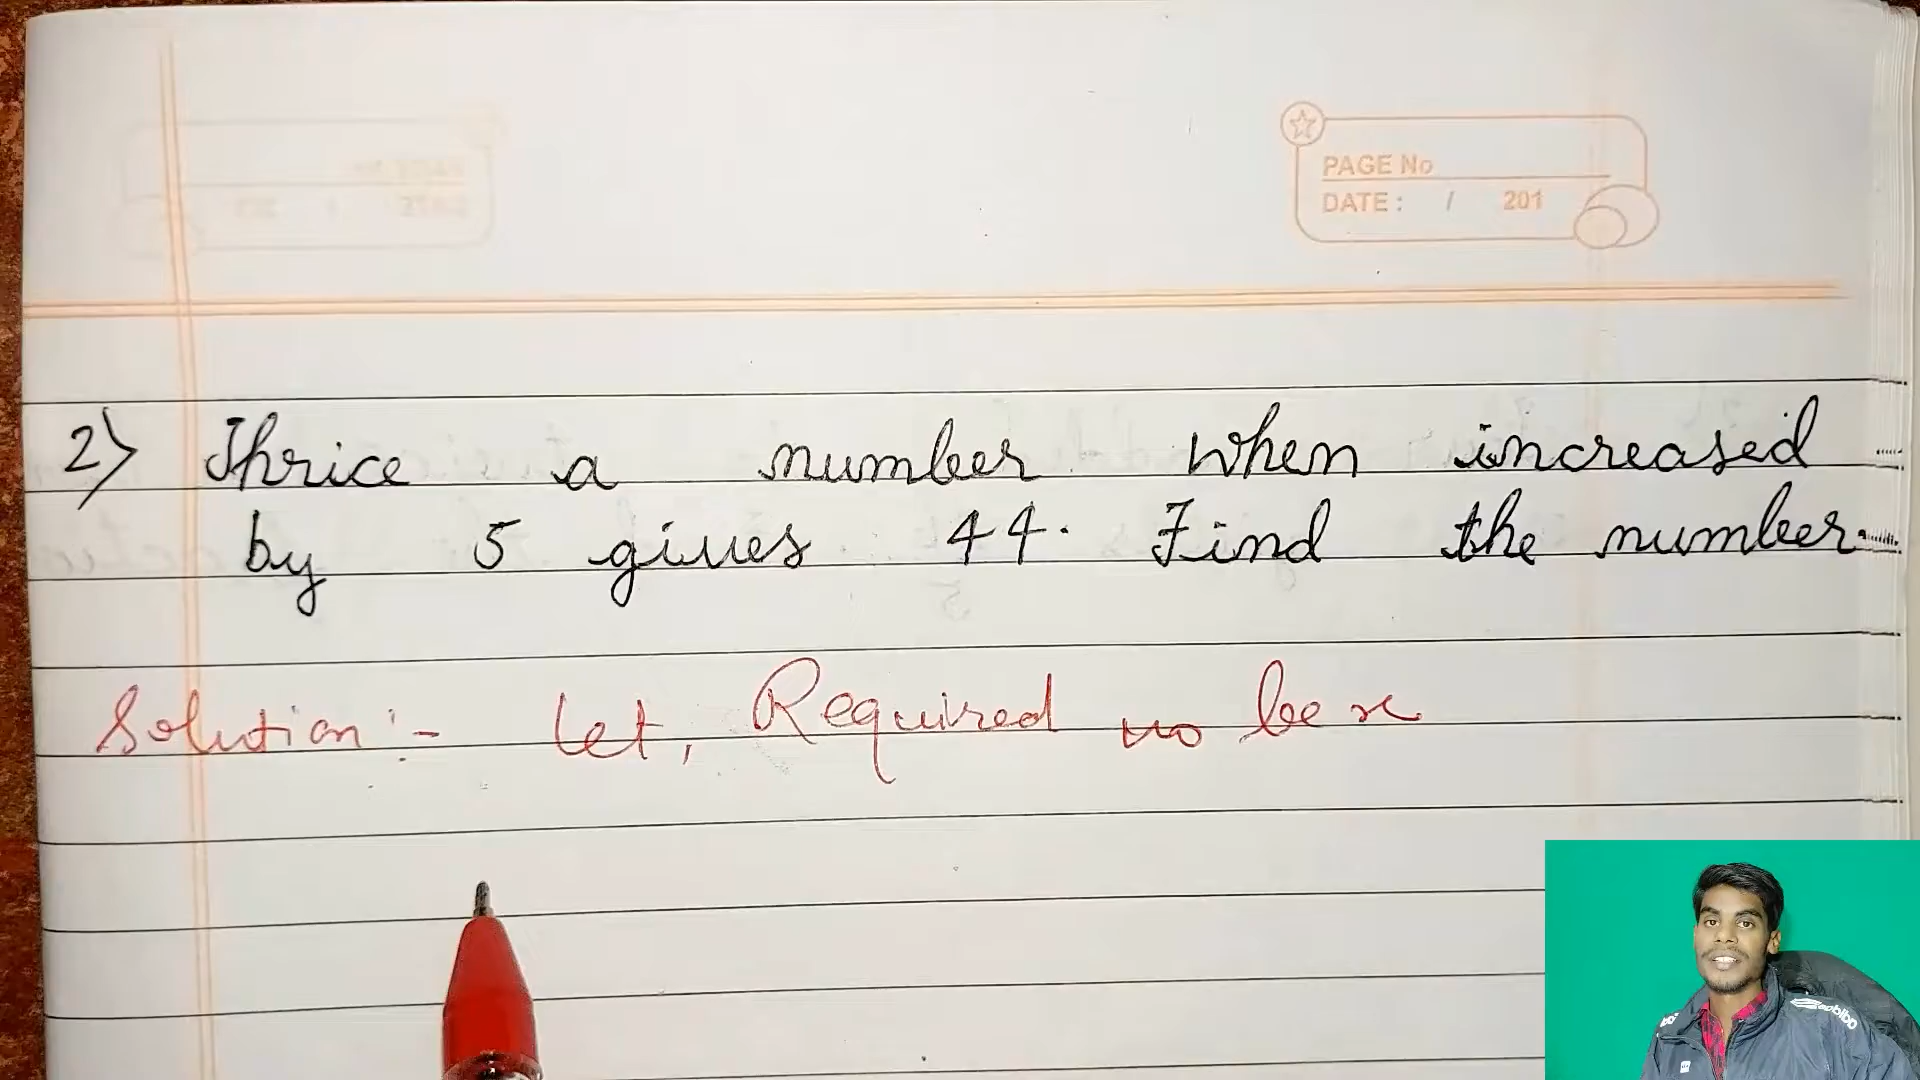 PAGE No
DATE : / 201
2) Thrice a number when increased
by 5 gives 44. Find the number.
Solution :- Let, Required no be x